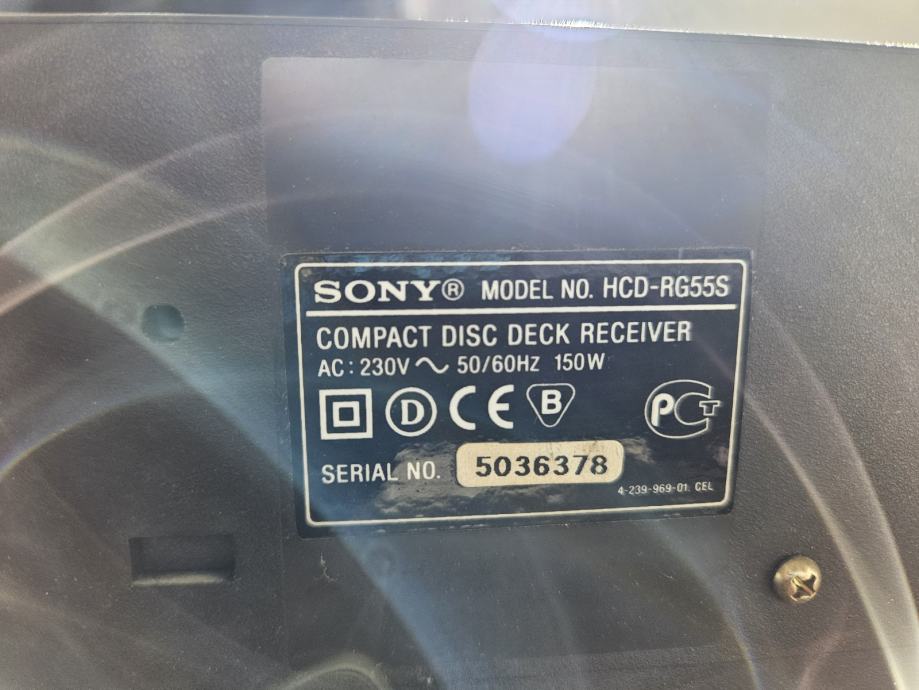 SONY® MODEL NO. HCD-RG55S
COMPACT DISC DECK RECEIVER
AC: 230V ~ 50/60Hz 150W
D CE B PCT
SERIAL NO. 5036378
4-239-969-01 CEL